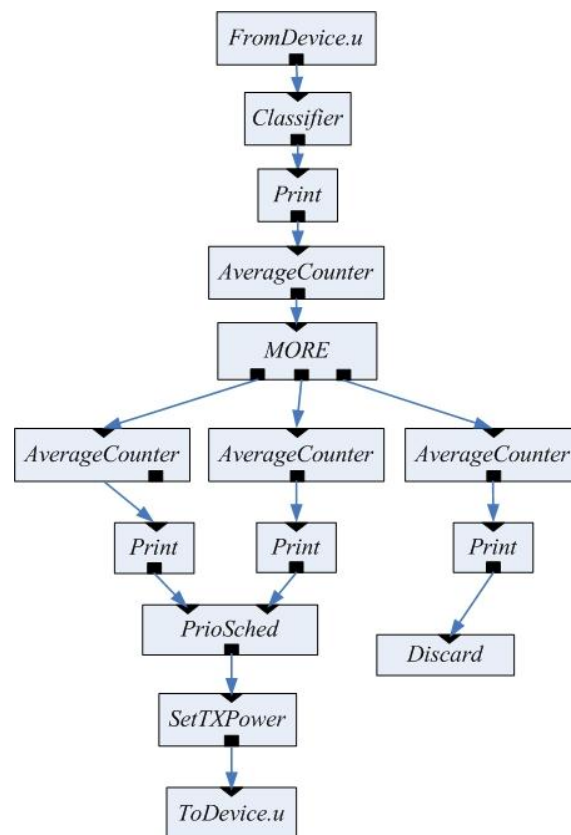 FromDevice.u
Classifier
Print
AverageCounter
MORE
AverageCounter AverageCounter AverageCounter
Print Print Print
PrioSched
Discard
SetTXPower
ToDevice.u